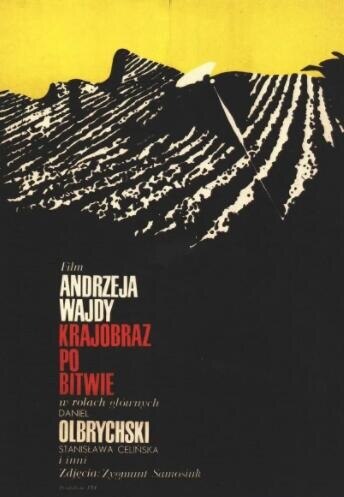 Film
ANDRZEJA
WAJDY
KRAJOBRAZ
PO
BITWIE
w rolach głównych
DANIEL
OLBRYCHSKI
STANISŁAWA CELIŃSKA
i inni
Zdjęcia: Zygmunt Samosiuk